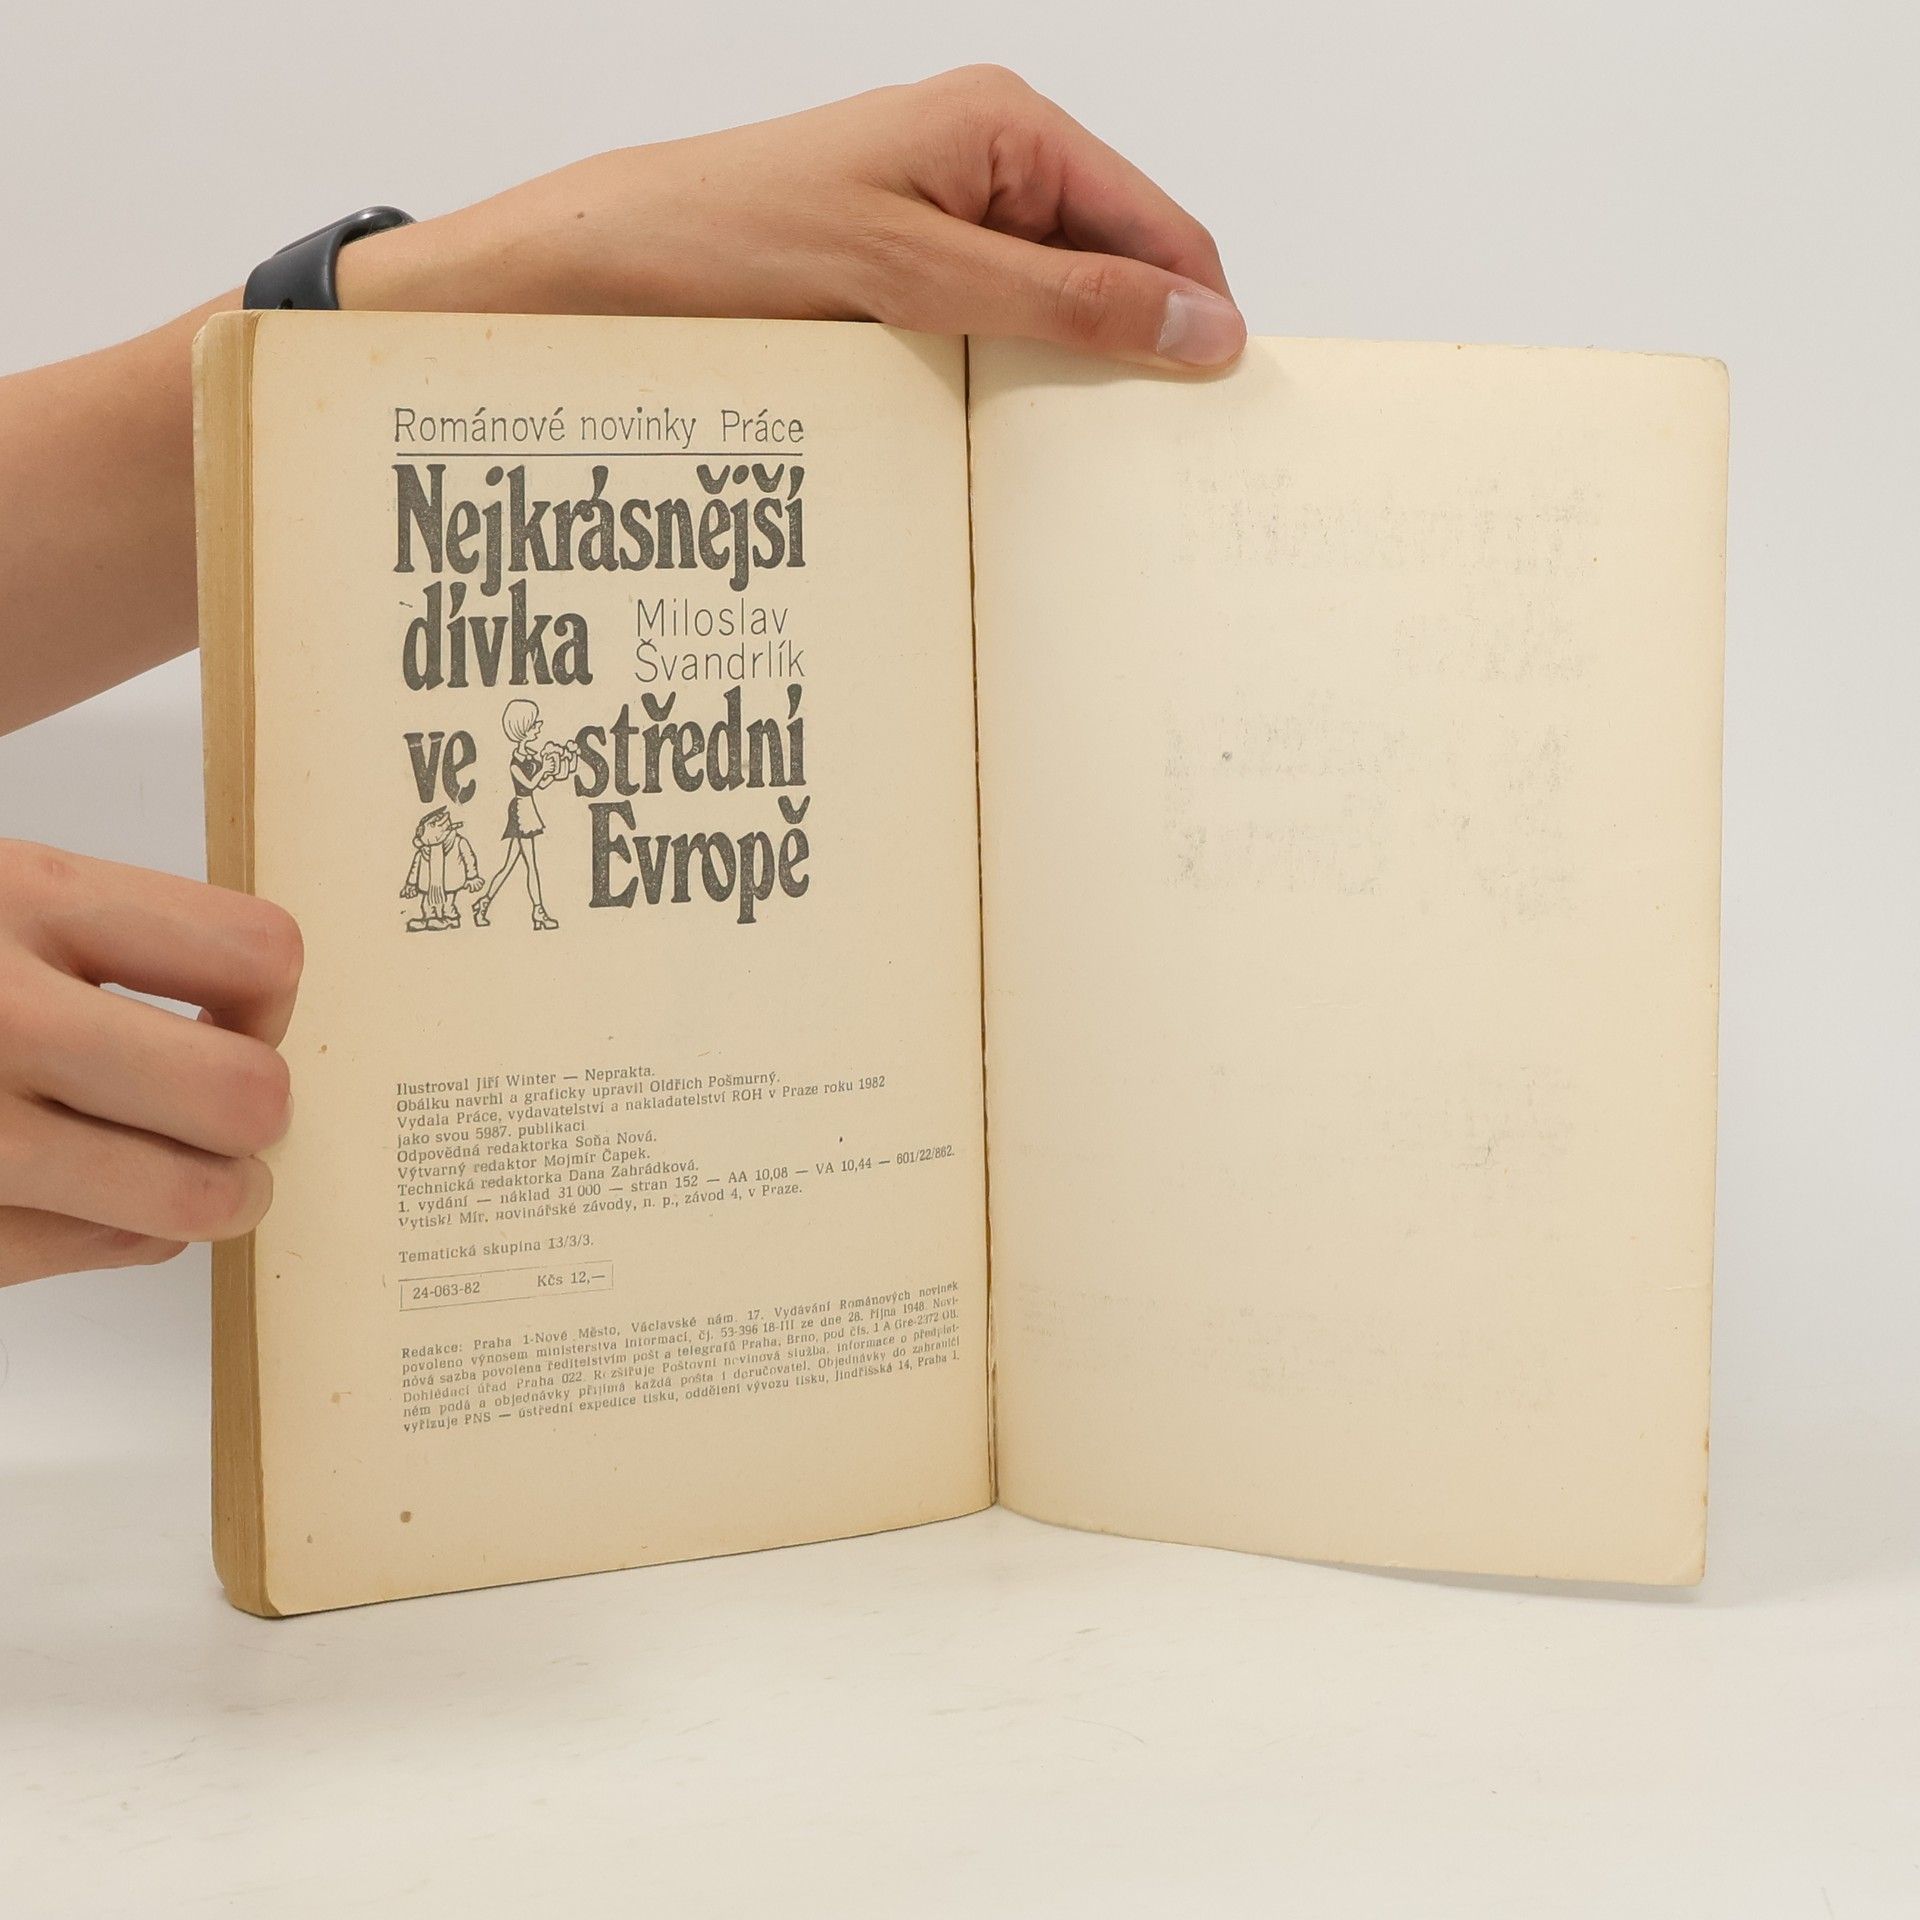 Románové novinky Práce
Nejkrásnější
dívka
Miloslav
Švandrlík
ve střední
Evropě
Ilustroval Jiří Winter — Neprakta.
Obálku navrhl a graficky upravil Oldřich Pošmurný.
Vydala Práce, vydavatelství a nakladatelství ROH v Praze roku 1982
jako svou 5987. publikaci
Odpovědná redaktorka Soňa Nová.
Výtvarný redaktor Mojmír Čapek.
Technická redaktorka Dana Zahrádková.
1. vydání — náklad 31 000 — stran 152 — AA 10,08 — VA 10,44 — 601/22/862.
Vytiskl Mír, novinářské závody, n. p., závod 4, v Praze.
Tematická skupina 13/3/3.
24-063-82 Kčs 12,—
Redakce: Praha 1-Nové Město, Václavské nám. 17. Vydávání Románových novinek
povoleno výnosem ministerstva informací, čj. 53-396 18-III ze dne 28. října 1948. Novi-
nová sazba povolena ředitelstvím pošt a telegrafů Praha, Brno, pod čís. 1 A Gre-2372 OB.
Dohlédací úřad Praha 022. Rozšiřuje Poštovní novinová služba, informace o předplat-
ném podá a objednávky přijímá každá pošta i doručovatel. Objednávky do zahraničí
vyřizuje PNS — ústřední expedice tisku, oddělení vývozu tisku, Jindřišská 14, Praha 1.